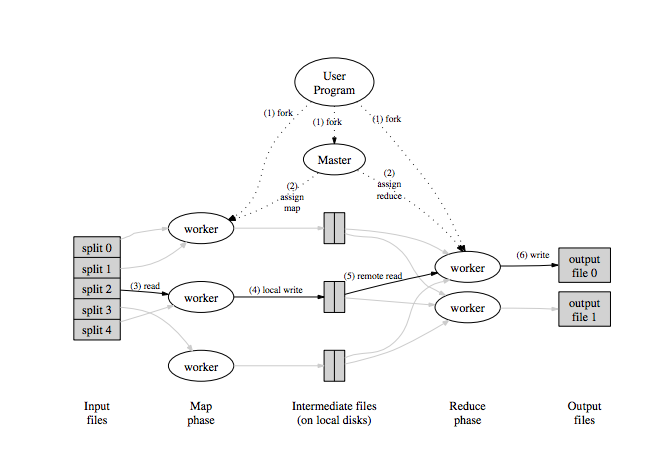 User
Program
(1) fork
(1) fork
(1) fork
Master
(2)
assign
map
(2)
assign
reduce
worker
split 0
split 1
split 2
split 3
split 4
(3) read
worker
(4) local write
(5) remote read
worker
(6) write
output
file 0
worker
output
file 1
worker
Input
files
Map
phase
Intermediate files
(on local disks)
Reduce
phase
Output
files